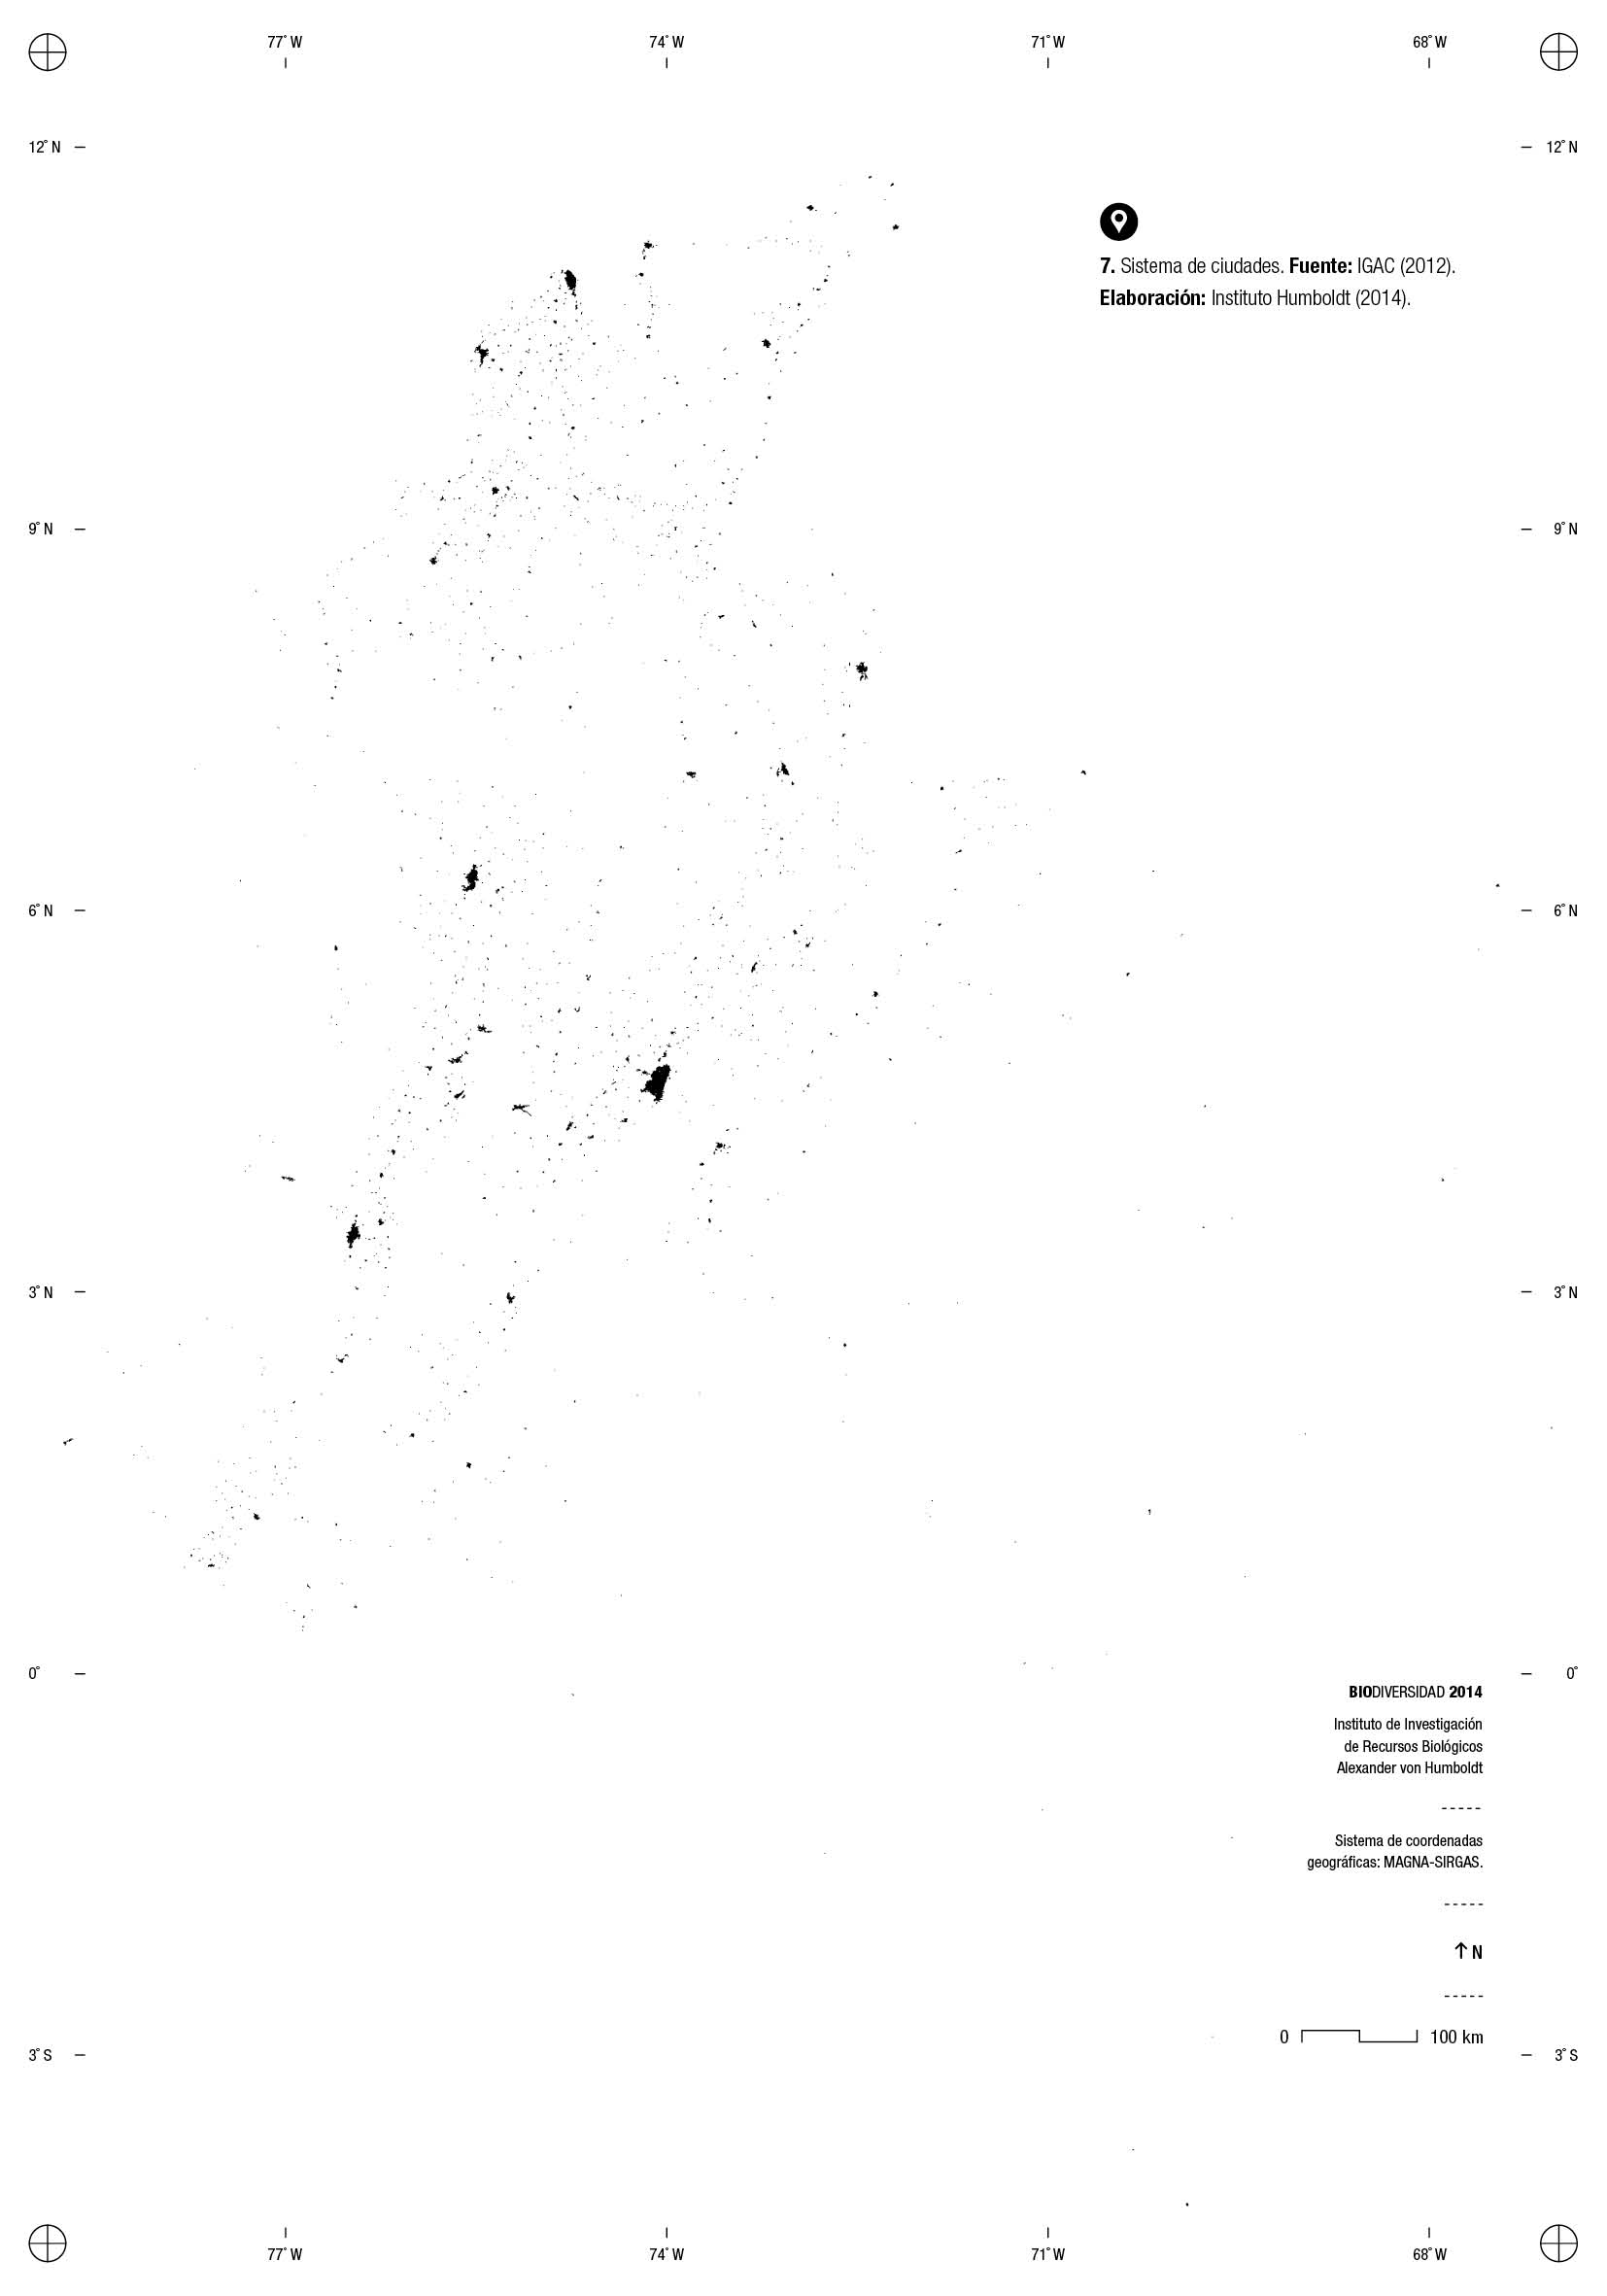 77° W 74° W 71° W 68° W
12° N 12° N
7. Sistema de ciudades. Fuente: IGAC (2012).
Elaboración: Instituto Humboldt (2014).
9° N 9° N
6° N 6° N
3° N 3° N
0° 0°
BIODIVERSIDAD 2014
Instituto de Investigación
de Recursos Biológicos
Alexander von Humboldt
-----
Sistema de coordenadas
geográficas: MAGNA-SIRGAS.
-----
↑ N
-----
0 100 km
3° S 3° S
77° W 74° W 71° W 68° W